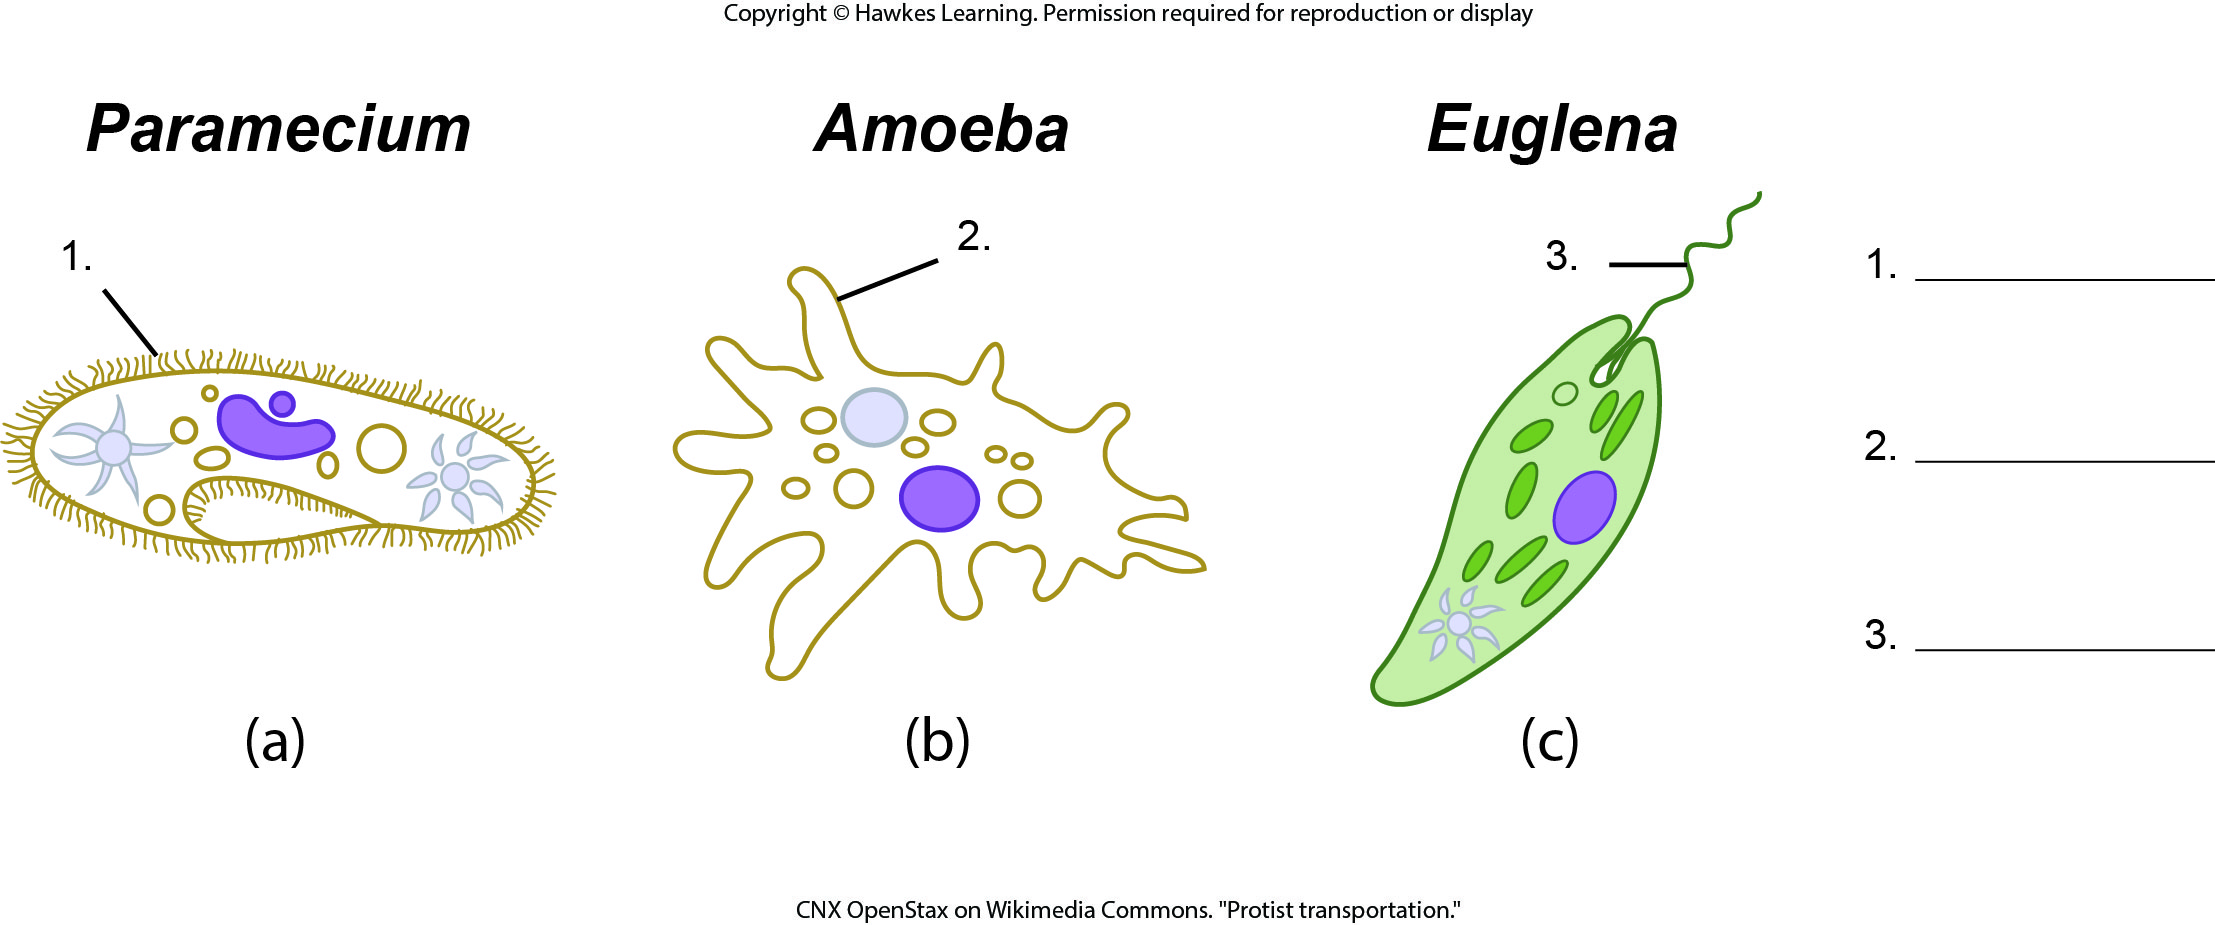 Copyright © Hawkes Learning. Permission required for reproduction or display
Paramecium
Amoeba
Euglena
1.
2.
3.
1.
2.
3.
(a)
(b)
(c)
CNX OpenStax on Wikimedia Commons. "Protist transportation."